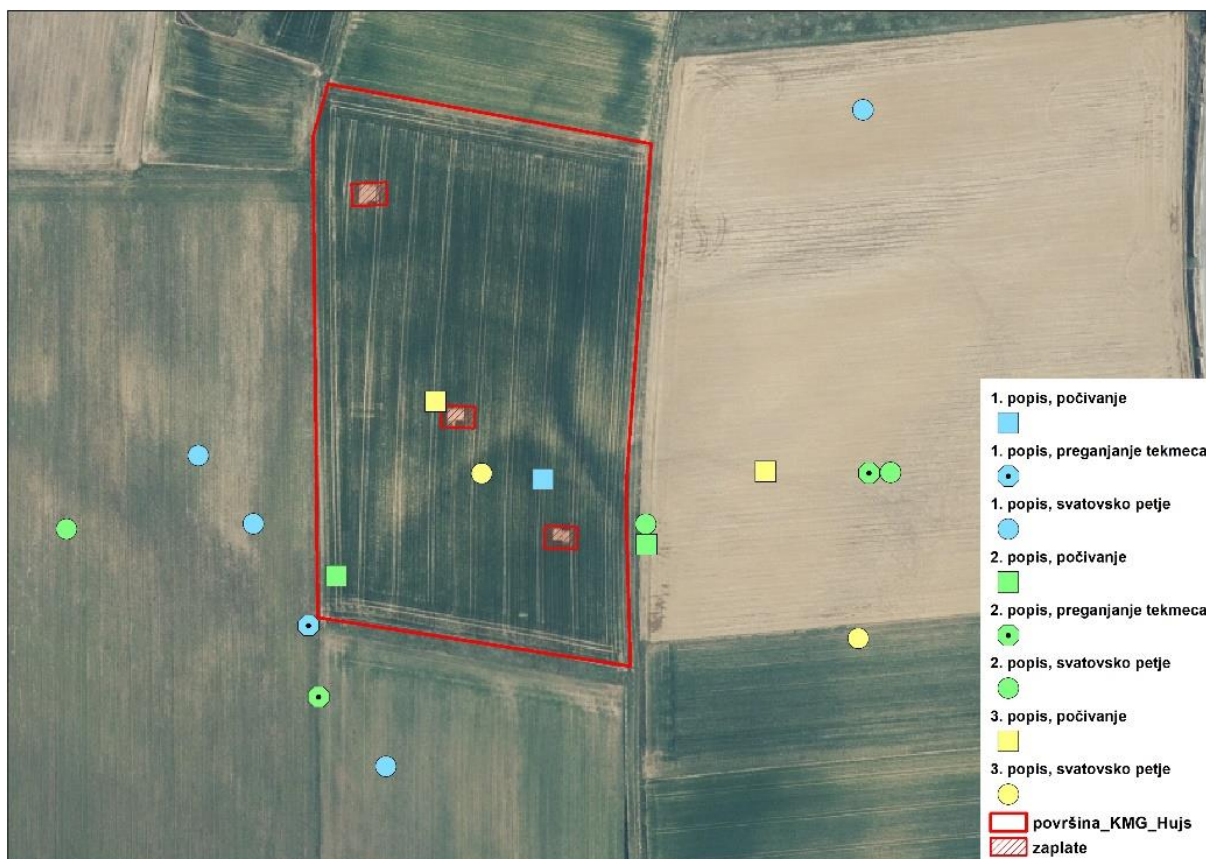 1. popis, počivanje
1. popis, preganjanje tekmeca
1. popis, svatovsko petje
2. popis, počivanje
2. popis, preganjanje tekmeca
2. popis, svatovsko petje
3. popis, počivanje
3. popis, svatovsko petje
površina_KMG_Hujs
zaplate